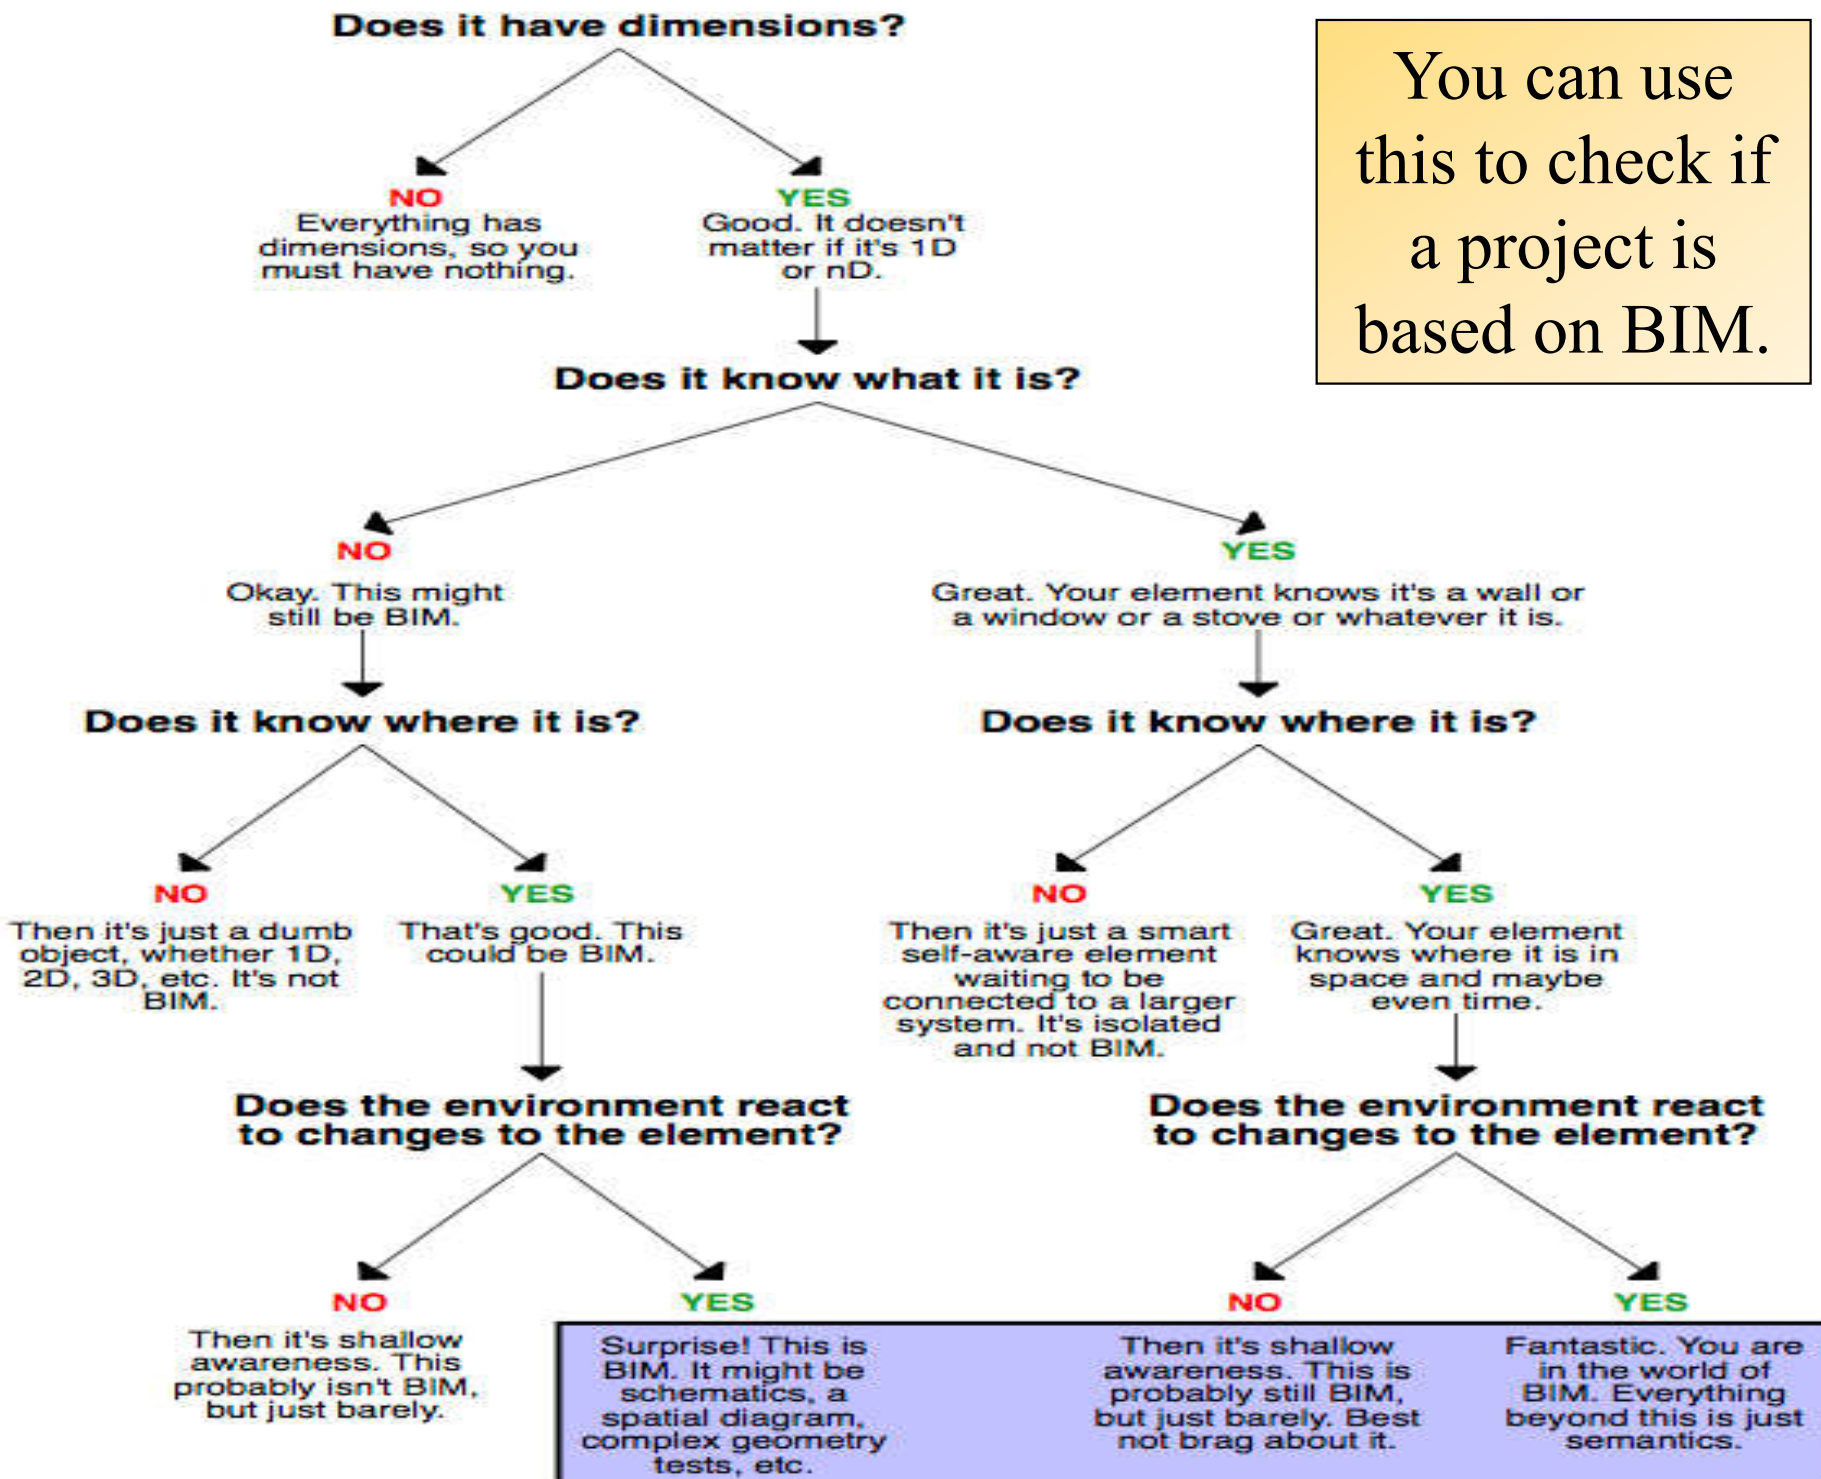 Does it have dimensions?
You can use
this to check if
a project is
based on BIM.
NO
Everything has
dimensions, so you
must have nothing.
YES
Good. It doesn't
matter if it's 1D
or nD.
Does it know what it is?
NO
Okay. This might
still be BIM.
YES
Great. Your element knows it's a wall or
a window or a stove or whatever it is.
Does it know where it is?
Does it know where it is?
NO
Then it's just a dumb
object, whether 1D,
2D, 3D, etc. It's not
BIM.
YES
That's good. This
could be BIM.
NO
Then it's just a smart
self-aware element
waiting to be
connected to a larger
system. It's isolated
and not BIM.
YES
Great. Your element
knows where it is in
space and maybe
even time.
Does the environment react
to changes to the element?
Does the environment react
to changes to the element?
NO
Then it's shallow
awareness. This
probably isn't BIM,
but just barely.
YES
Surprise! This is
BIM. It might be
schematics, a
spatial diagram,
complex geometry
tests, etc.
NO
Then it's shallow
awareness. This is
probably still BIM,
but just barely. Best
not brag about it.
YES
Fantastic. You are
in the world of
BIM. Everything
beyond this is just
semantics.